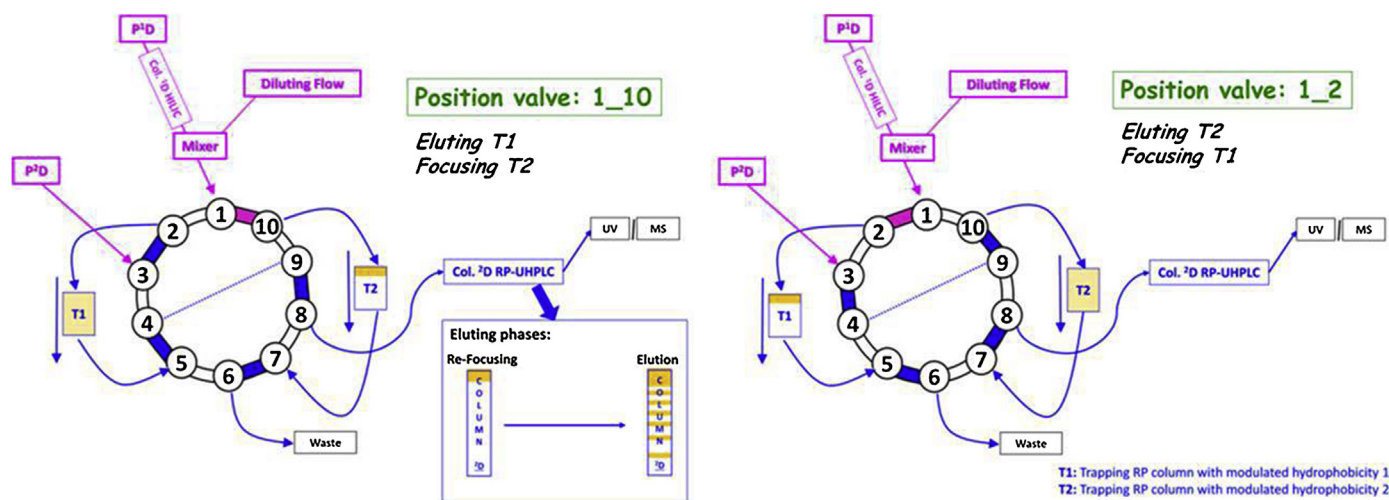 P¹D
Col. ¹D HILIC
Diluting Flow
Mixer
P²D
Position valve: 1_10
Eluting T1
Focusing T2
1
2
3
4
5
6
7
8
9
10
T1
T2
Col. ²D RP-UHPLC
UV
MS
Waste
Eluting phases:
Re-Focusing
Elution
COLUMN ²D
COLUMN ²D
P¹D
Col. ¹D HILIC
Diluting Flow
Mixer
P²D
Position valve: 1_2
Eluting T2
Focusing T1
1
2
3
4
5
6
7
8
9
10
T1
T2
Col. ²D RP-UHPLC
UV
MS
Waste
T1: Trapping RP column with modulated hydrophobicity 1
T2: Trapping RP column with modulated hydrophobicity 2